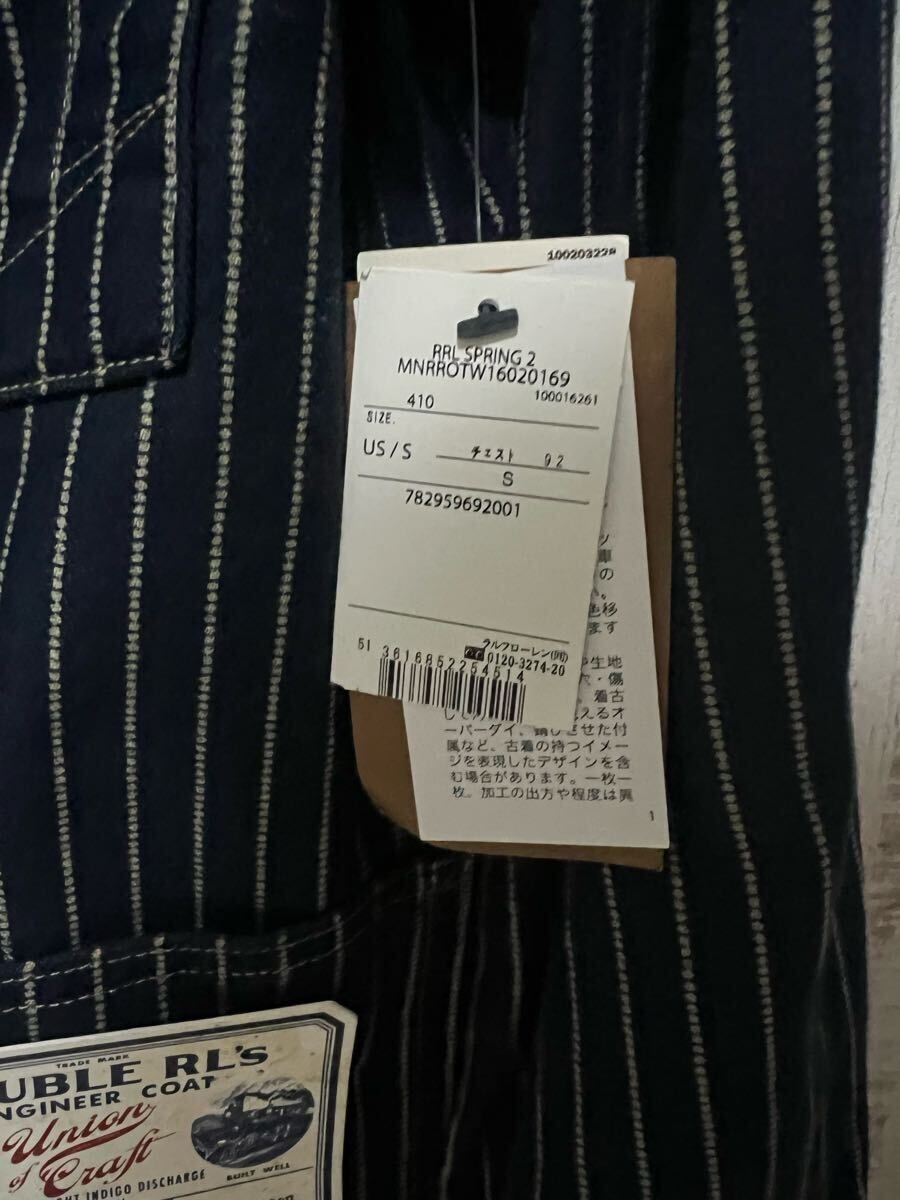 100203228
RRL SPRING 2
MNRROTW16020169
410 100016261
SIZE.
US/S チェスト 92
S
782959692001
ラルフローレン(株)
0120-3274-20
51 3616852254514
の
色移
ます
生地
穴・傷
着古
えるオ
ーバーダイ、錆びさせた付
属など、古着の持つイメー
ジを表現したデザインを含
む場合があります。一枚一
枚、加工の出方や程度は異
1
TRADE MARK
UBLE RL'S
NGINEER COAT
Union
of Craft
INDIGO DISCHARGE
BUILT WELL